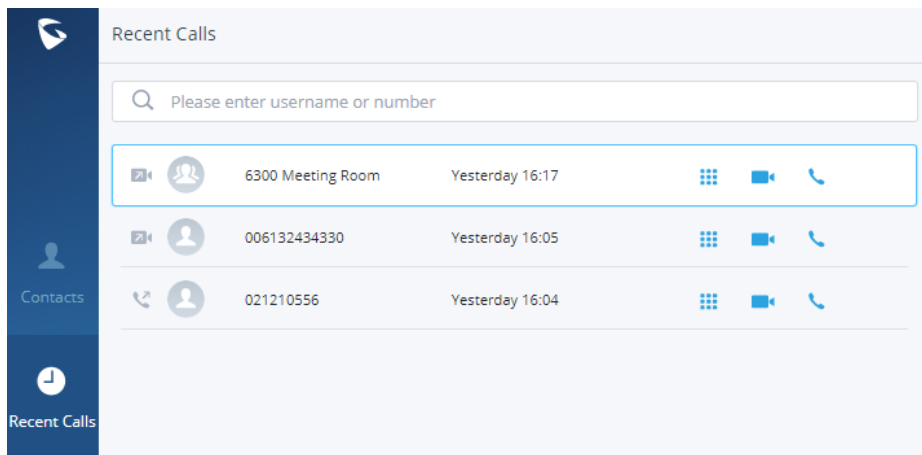 Recent Calls
Please enter username or number
6300 Meeting Room Yesterday 16:17
006132434330 Yesterday 16:05
021210556 Yesterday 16:04
Contacts
Recent Calls